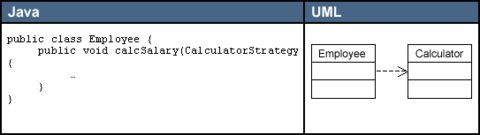 Java
UML
public class Employee {
public void calcSalary(CalculatorStrategy
{
…
}
}
Employee
Calculator